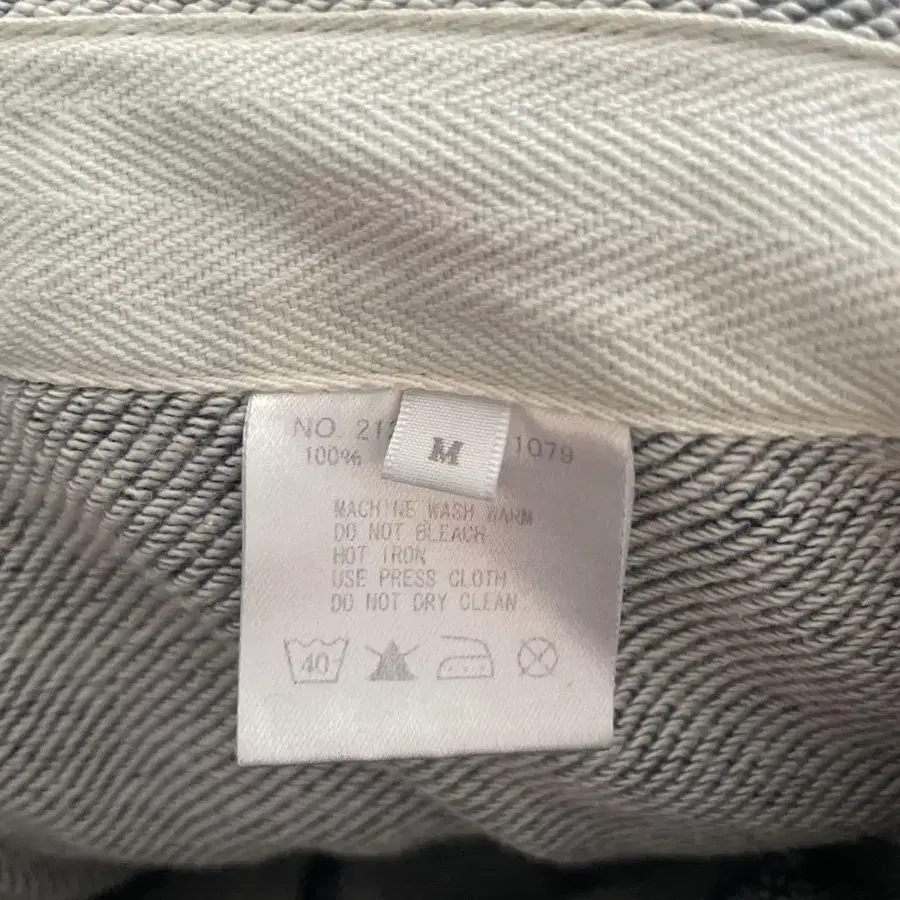 NO. 21 1079
100%
M
MACHINE WASH WARM
DO NOT BLEACH
HOT IRON
USE PRESS CLOTH
DO NOT DRY CLEAN
40